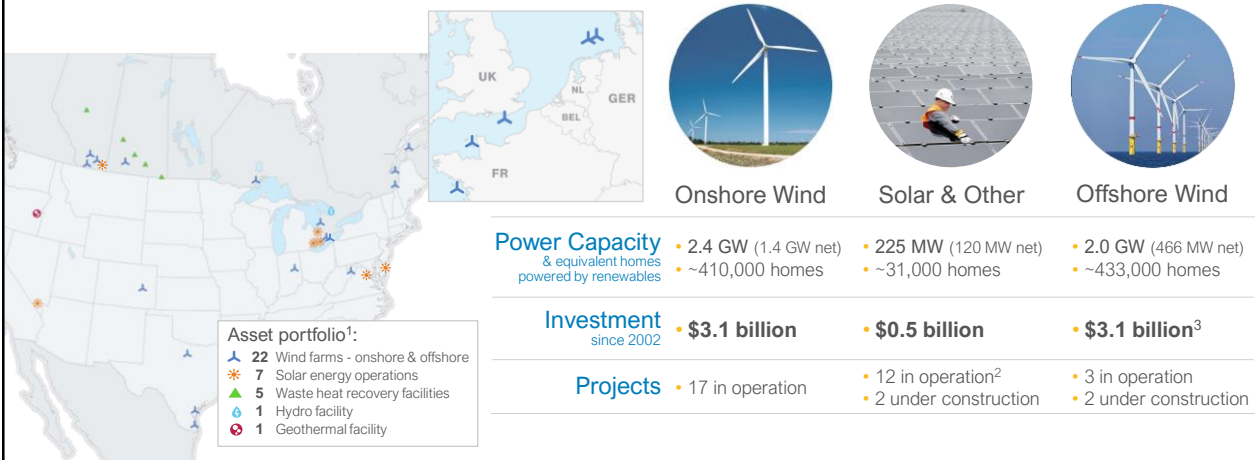 UK
NL
GER
BEL
FR
Asset portfolio1:
22 Wind farms - onshore & offshore
7 Solar energy operations
5 Waste heat recovery facilities
1 Hydro facility
1 Geothermal facility
Onshore Wind
Solar & Other
Offshore Wind
Power Capacity
& equivalent homes
powered by renewables
• 2.4 GW (1.4 GW net)
• ~410,000 homes
• 225 MW (120 MW net)
• ~31,000 homes
• 2.0 GW (466 MW net)
• ~433,000 homes
Investment
since 2002
• $3.1 billion
• $0.5 billion
• $3.1 billion3
Projects
• 17 in operation
• 12 in operation2
• 2 under construction
• 3 in operation
• 2 under construction